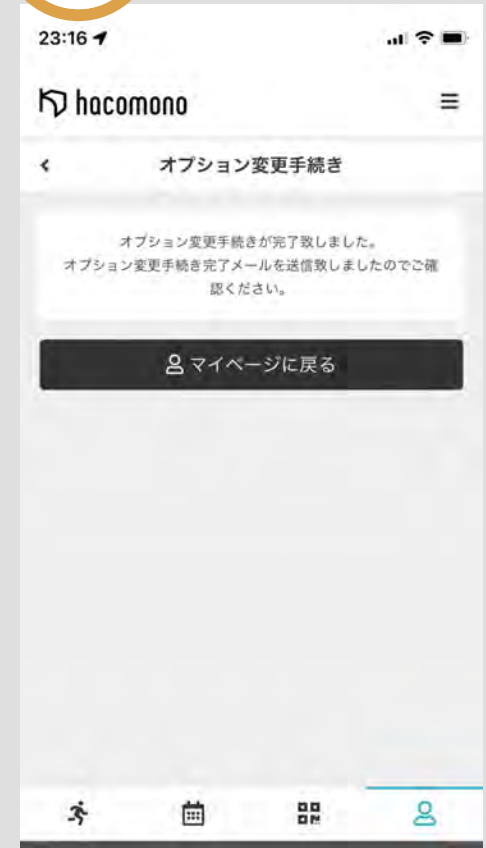 23:16
hacomono
オプション変更手続き
オプション変更手続きが完了致しました。
オプション変更手続き完了メールを送信致しましたのでご確
認ください。
マイページに戻る